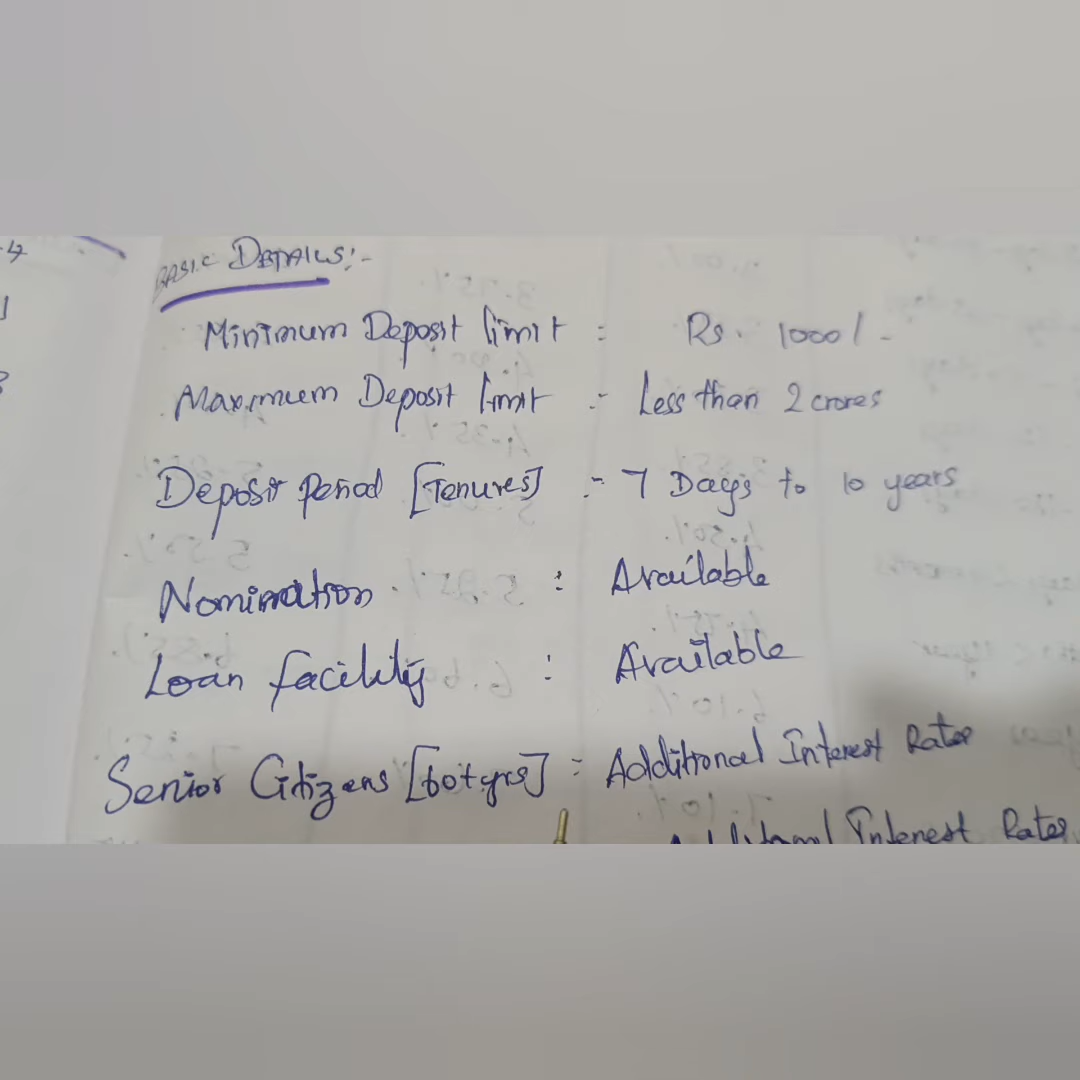 BASIC DETAILS:-
Minimum Deposit limit : Rs. 1000/-
Maximum Deposit limit :- Less than 2 crores
Deposit Period [Tenures] :- 7 Days to 10 years
Nomination : Available
Loan facility : Available
Senior Citizens [60+yrs] : Additional Interest Rates
Additional Interest Rates